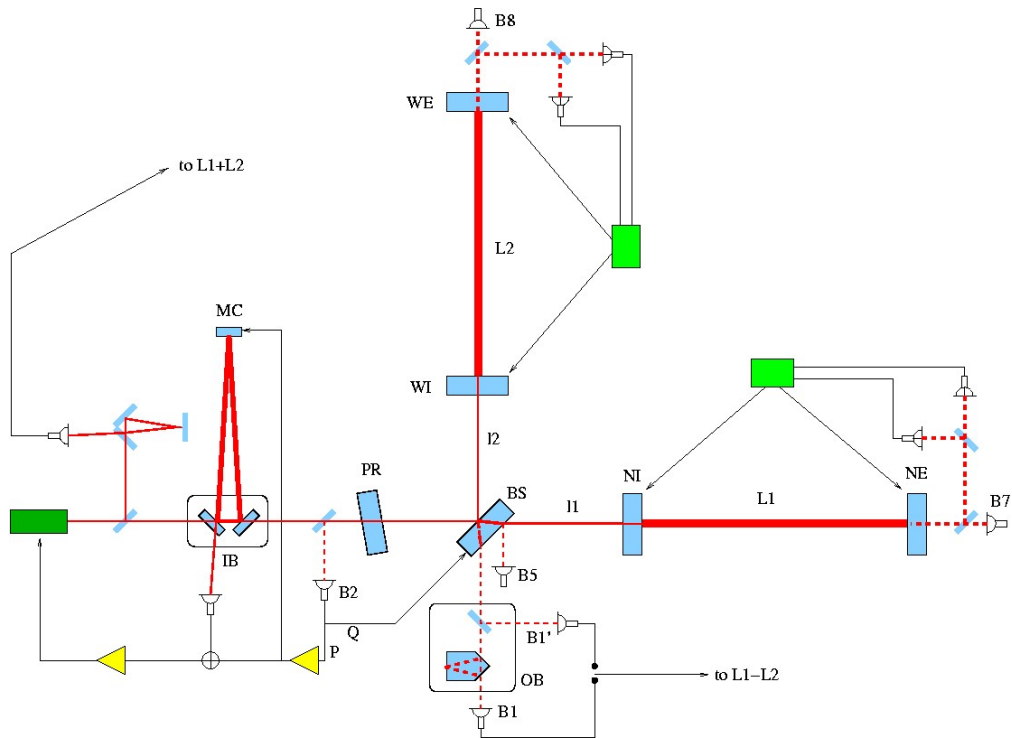 B8
WE
to L1+L2
L2
MC
WI
l2
PR
BS
NI
NE
l1
L1
B7
IB
B2
B5
Q
P
B1'
OB
to L1−L2
B1